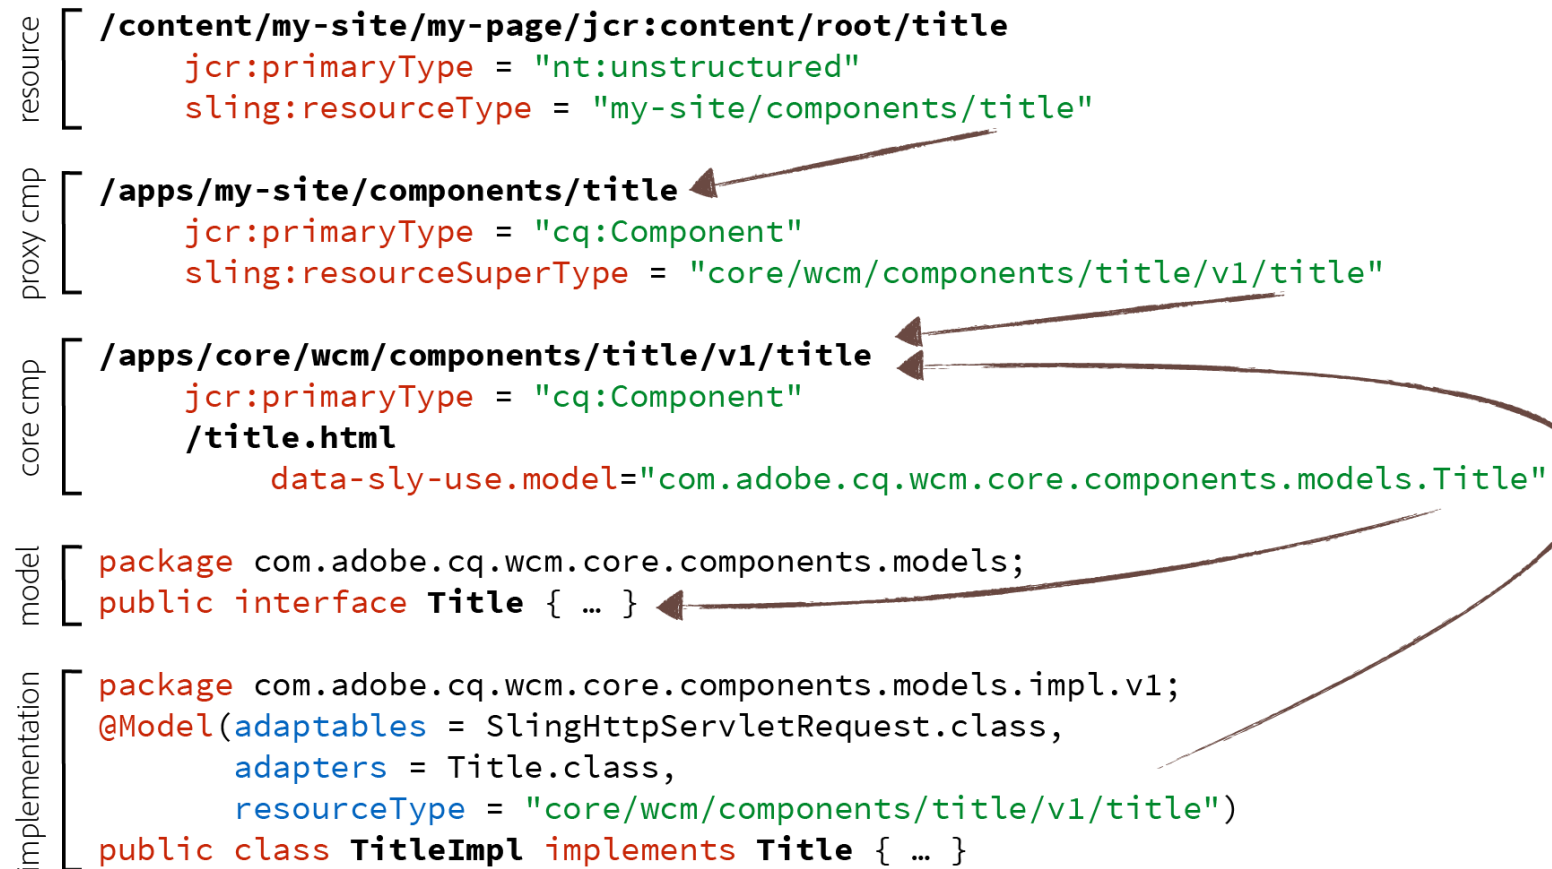 resource
/content/my-site/my-page/jcr:content/root/title
jcr:primaryType = "nt:unstructured"
sling:resourceType = "my-site/components/title"
proxy cmp
/apps/my-site/components/title
jcr:primaryType = "cq:Component"
sling:resourceSuperType = "core/wcm/components/title/v1/title"
core cmp
/apps/core/wcm/components/title/v1/title
jcr:primaryType = "cq:Component"
/title.html
data-sly-use.model="com.adobe.cq.wcm.core.components.models.Title"
model
package com.adobe.cq.wcm.core.components.models;
public interface Title { … }
implementation
package com.adobe.cq.wcm.core.components.models.impl.v1;
@Model(adaptables = SlingHttpServletRequest.class,
adapters = Title.class,
resourceType = "core/wcm/components/title/v1/title")
public class TitleImpl implements Title { … }